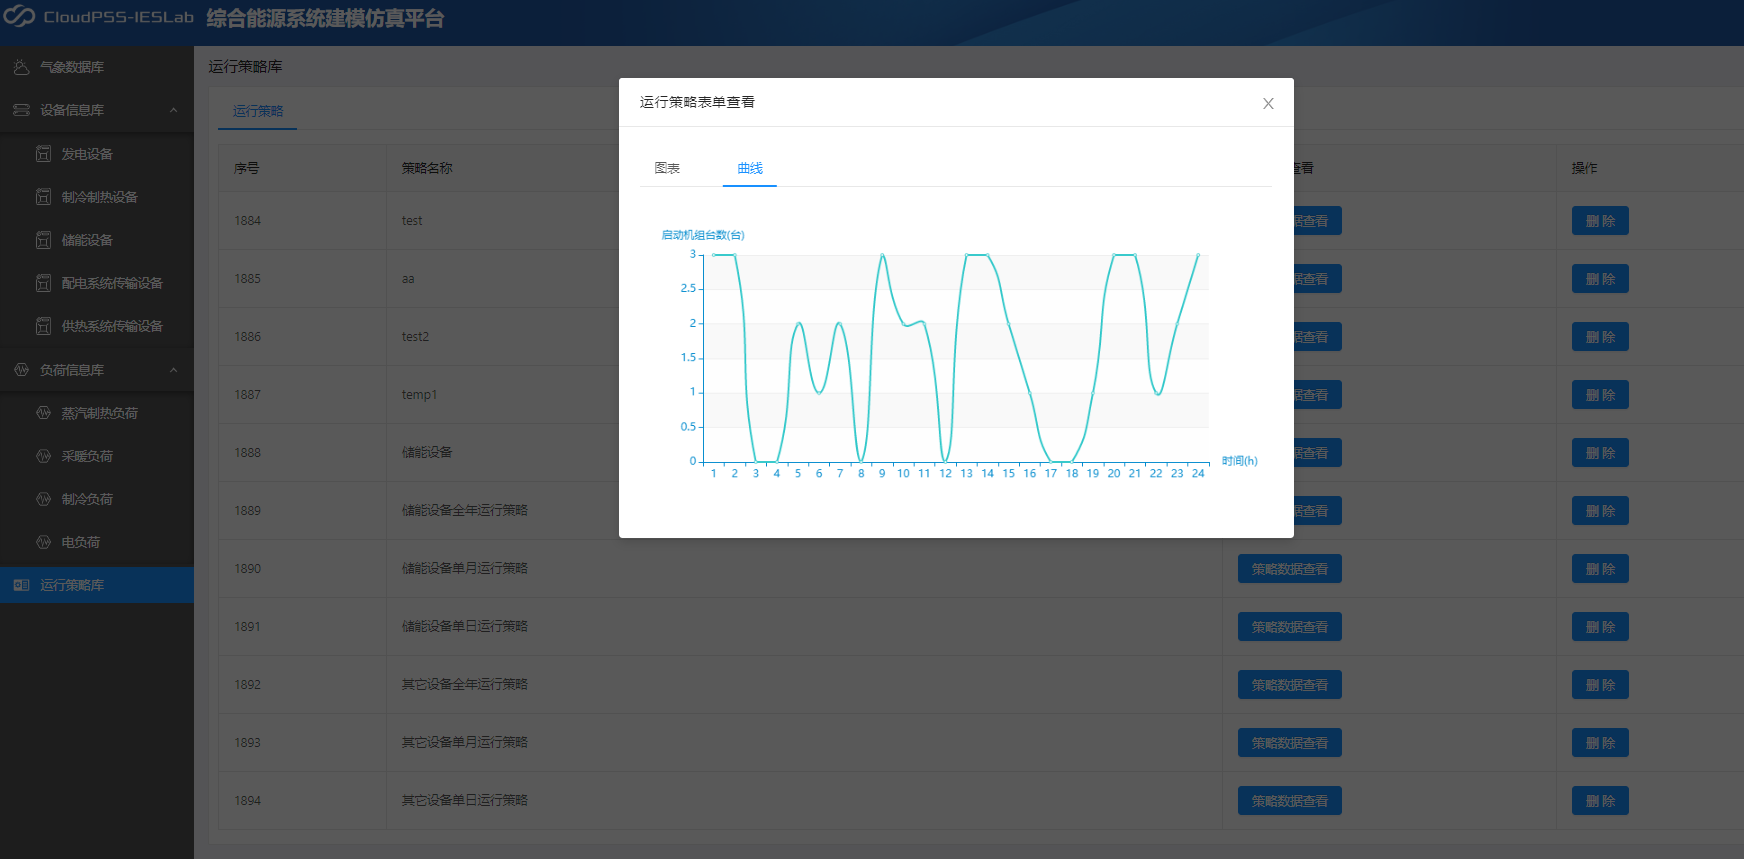 CloudPSS-IESLab 综合能源系统建模仿真平台
气象数据库
设备信息库
发电设备
制冷制热设备
储能设备
配电系统传输设备
供热系统传输设备
负荷信息库
蒸汽制热负荷
采暖负荷
制冷负荷
电负荷
运行策略库
运行策略库
运行策略
序号 策略名称 查看 操作
1884 test 据查看 删 除
1885 aa 据查看 删 除
1886 test2 据查看 删 除
1887 temp1 据查看 删 除
1888 储能设备 据查看 删 除
1889 储能设备全年运行策略 据查看 删 除
1890 储能设备单月运行策略 策略数据查看 删 除
1891 储能设备单日运行策略 策略数据查看 删 除
1892 其它设备全年运行策略 策略数据查看 删 除
1893 其它设备单月运行策略 策略数据查看 删 除
1894 其它设备单日运行策略 策略数据查看 删 除
运行策略表单查看
图表 曲线
启动机组台数(台)
3
2.5
2
1.5
1
0.5
0
1 2 3 4 5 6 7 8 9 10 11 12 13 14 15 16 17 18 19 20 21 22 23 24
时间(h)